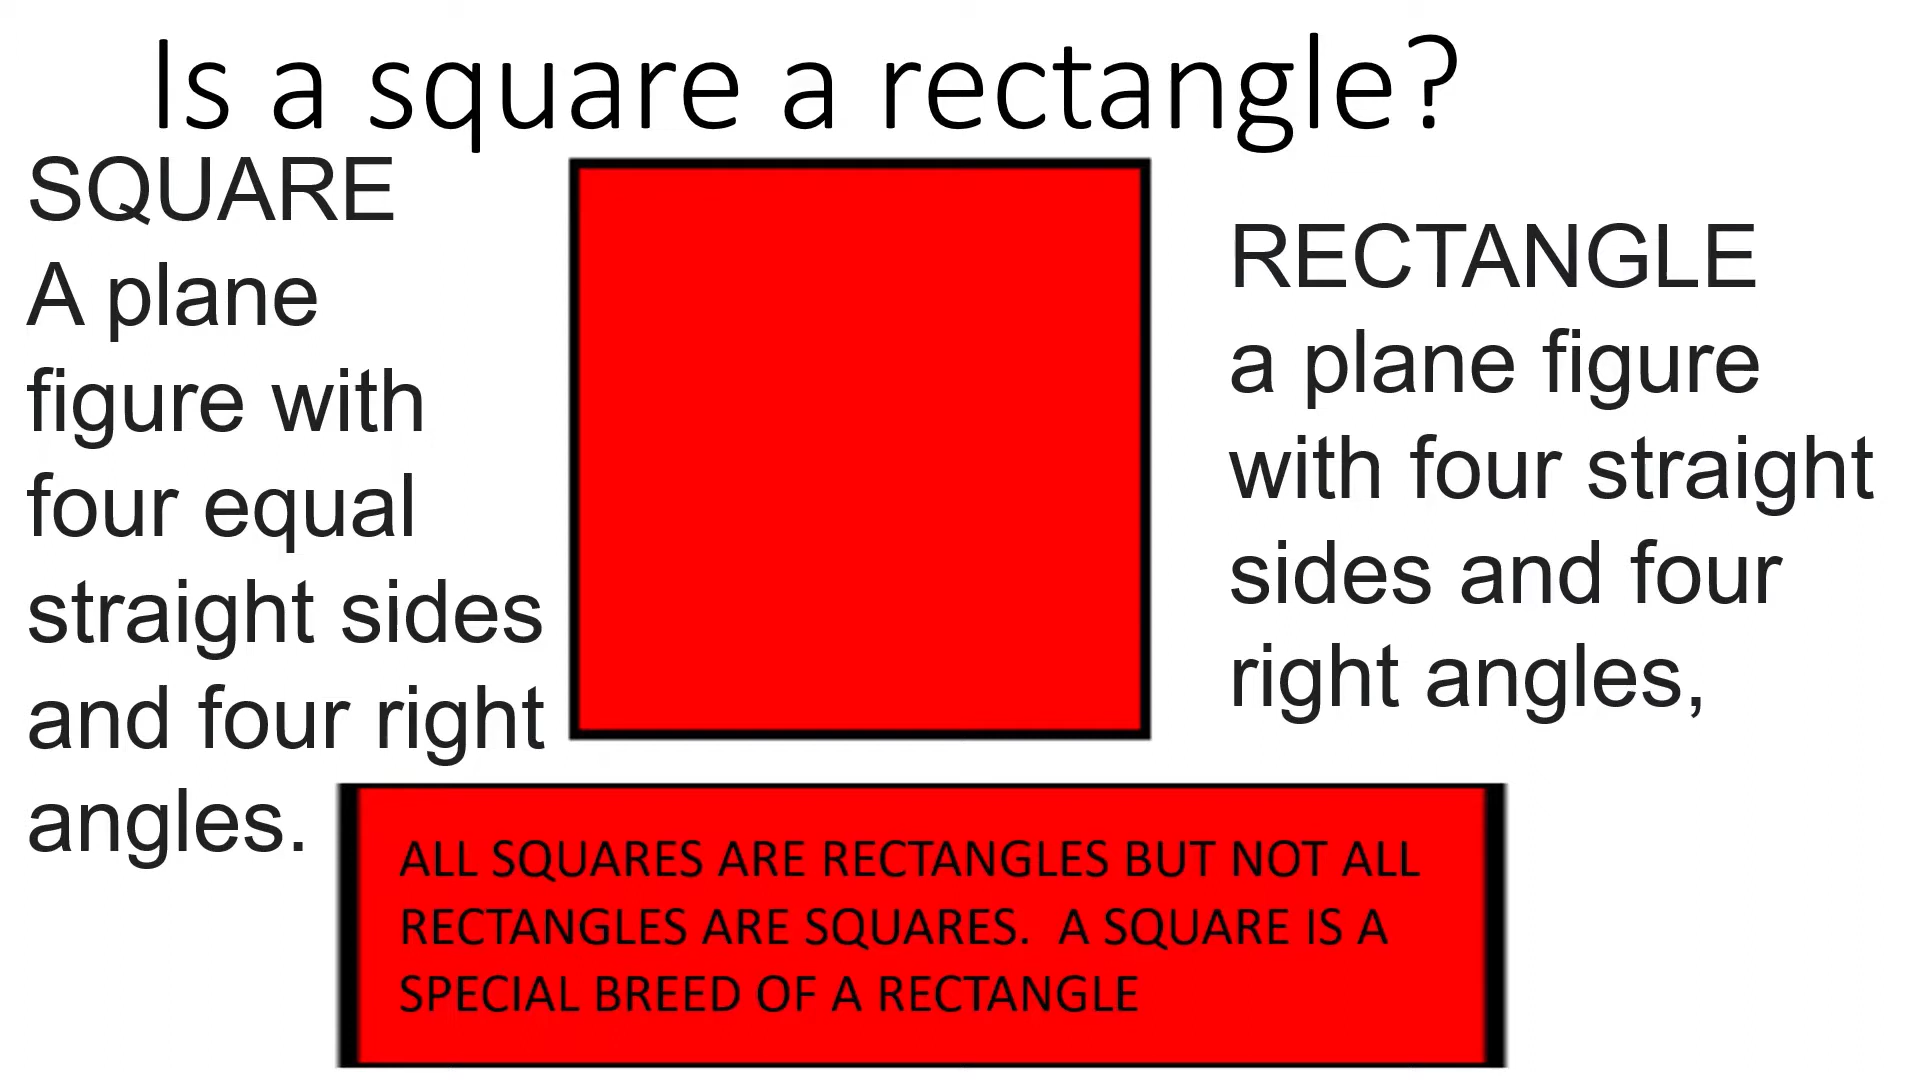 Is a square a rectangle?
SQUARE
A plane
figure with
four equal
straight sides
and four right
angles.
RECTANGLE
a plane figure
with four straight
sides and four
right angles,
ALL SQUARES ARE RECTANGLES BUT NOT ALL
RECTANGLES ARE SQUARES.  A SQUARE IS A
SPECIAL BREED OF A RECTANGLE